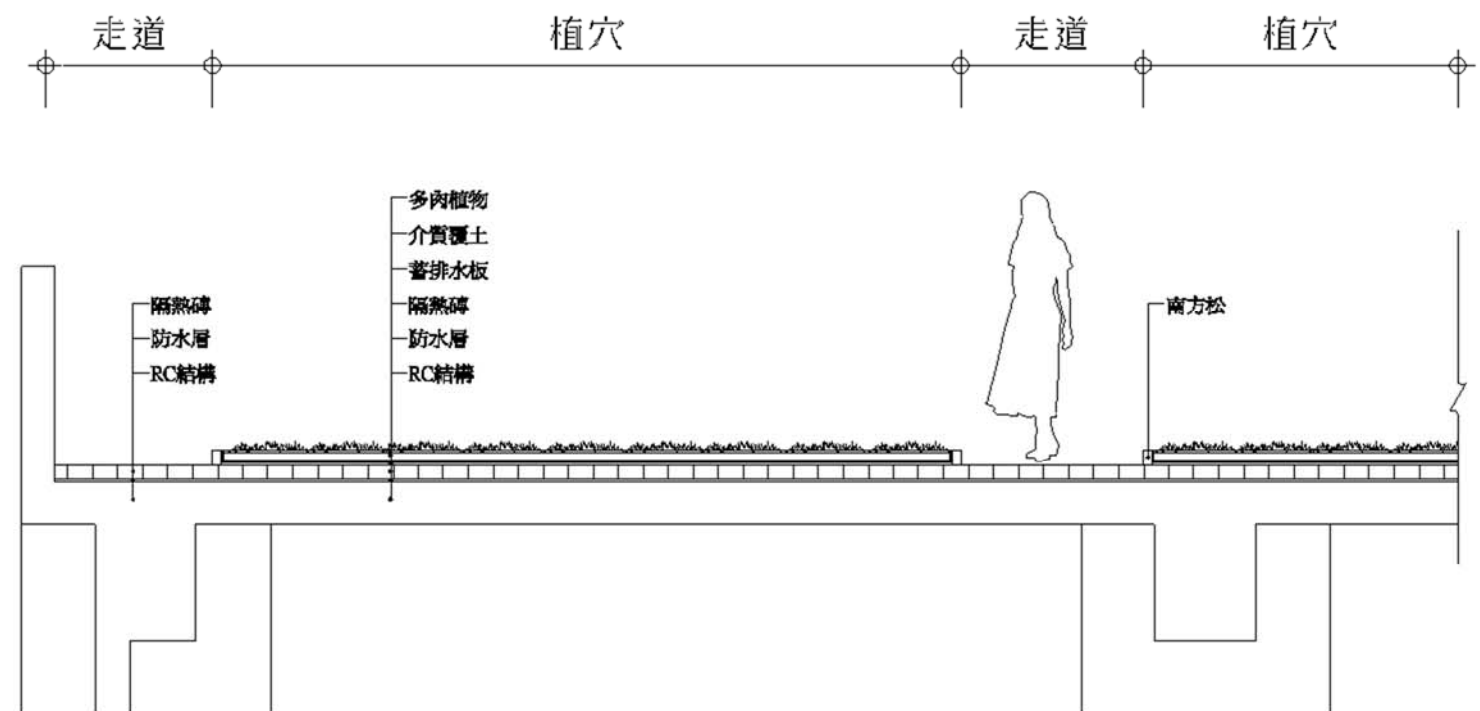 走道
植穴
走道
植穴
多肉植物
介質覆土
蓄排水板
隔熱磚
防水層
RC結構
隔熱磚
防水層
RC結構
南方松